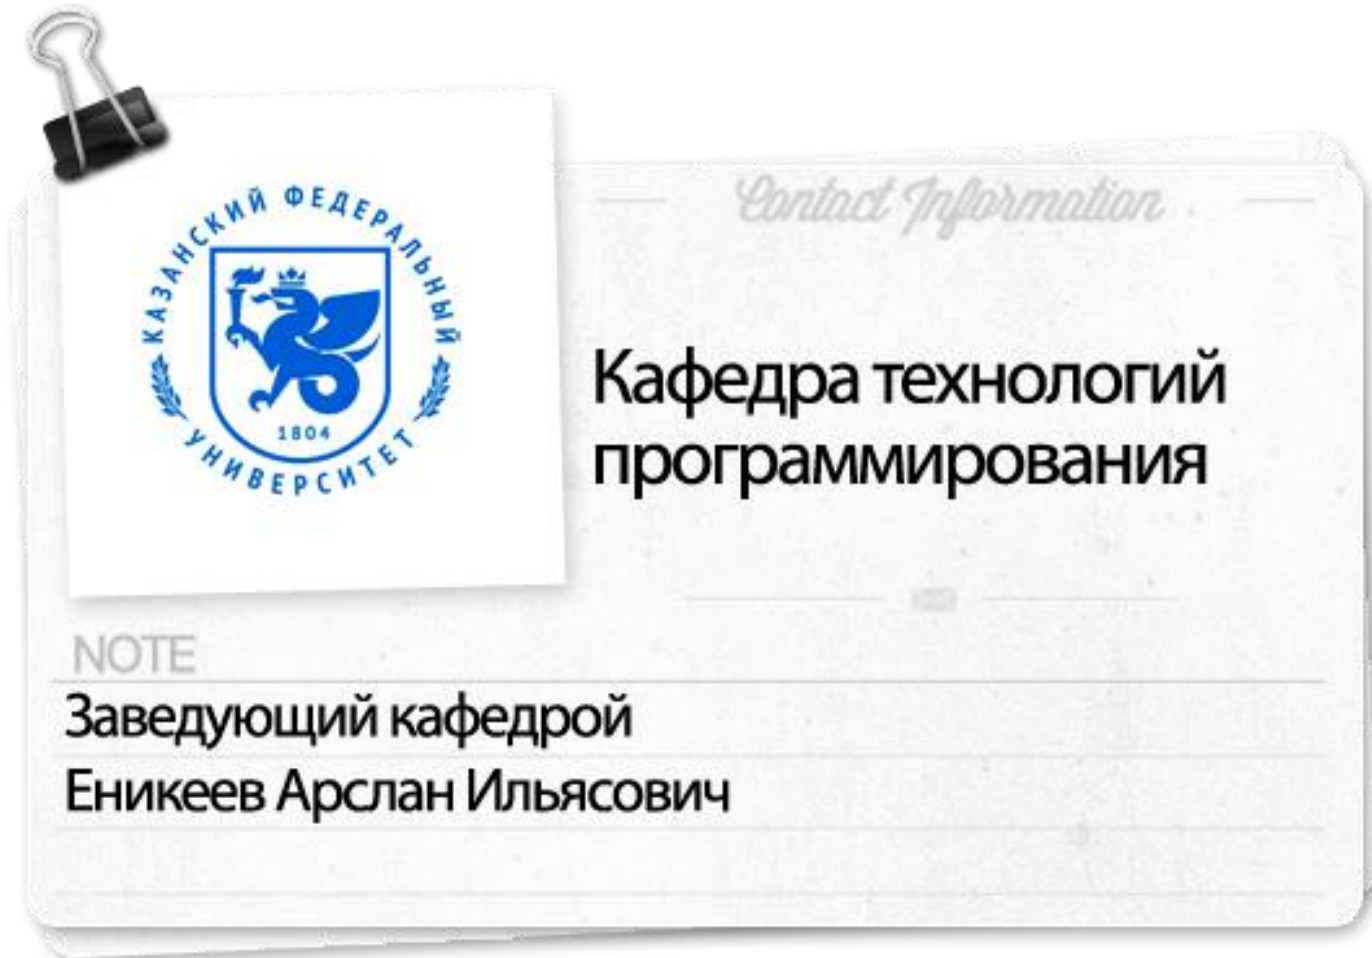 КАЗАНСКИЙ ФЕДЕРАЛЬНЫЙ
УНИВЕРСИТЕТ
1804
Contact Information
Кафедра технологий
программирования
NOTE
Заведующий кафедрой
Еникеев Арслан Ильясович